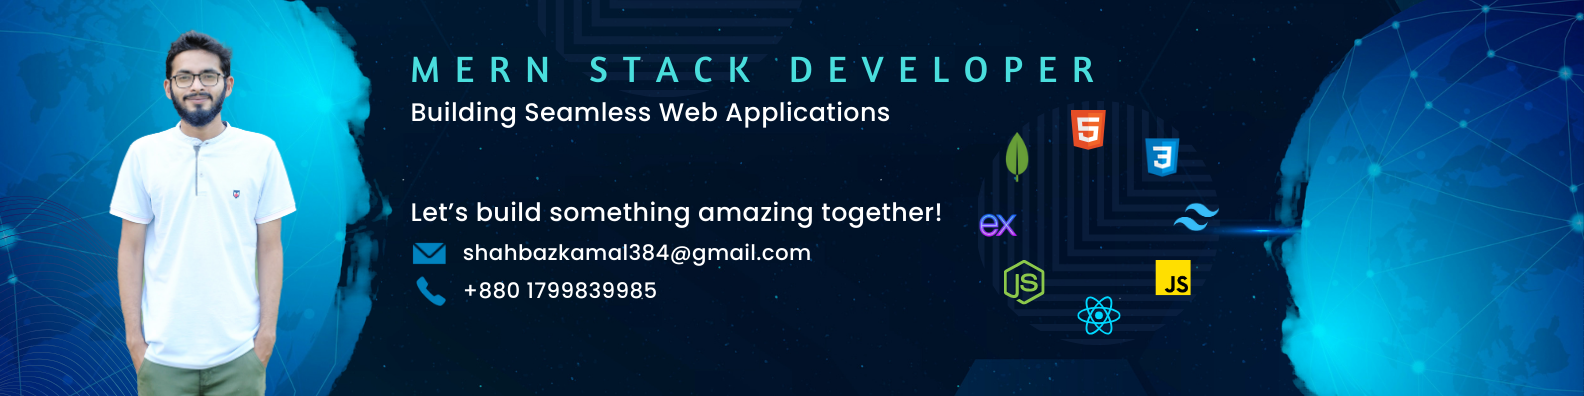 MERN STACK DEVELOPER
Building Seamless Web Applications
5
3
Let’s build something amazing together!
ex
shahbazkamal384@gmail.com
JS
JS
+880 1799839985